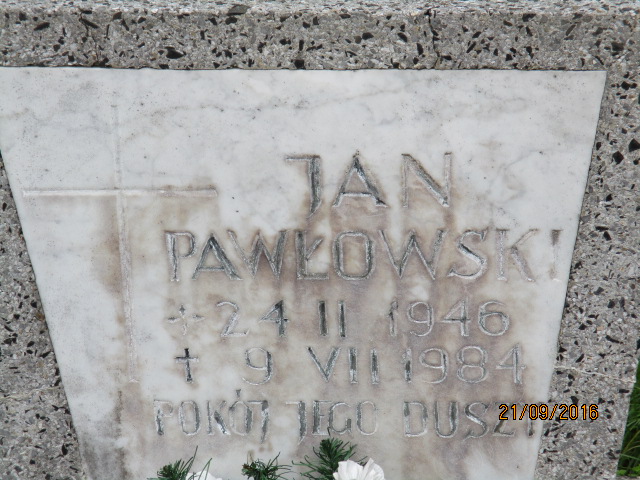 JAN
PAWŁOWSKI
+ 24 II 1946
✝ 9 VII 1984
POKÓJ JEGO DUSZY
21/09/2016